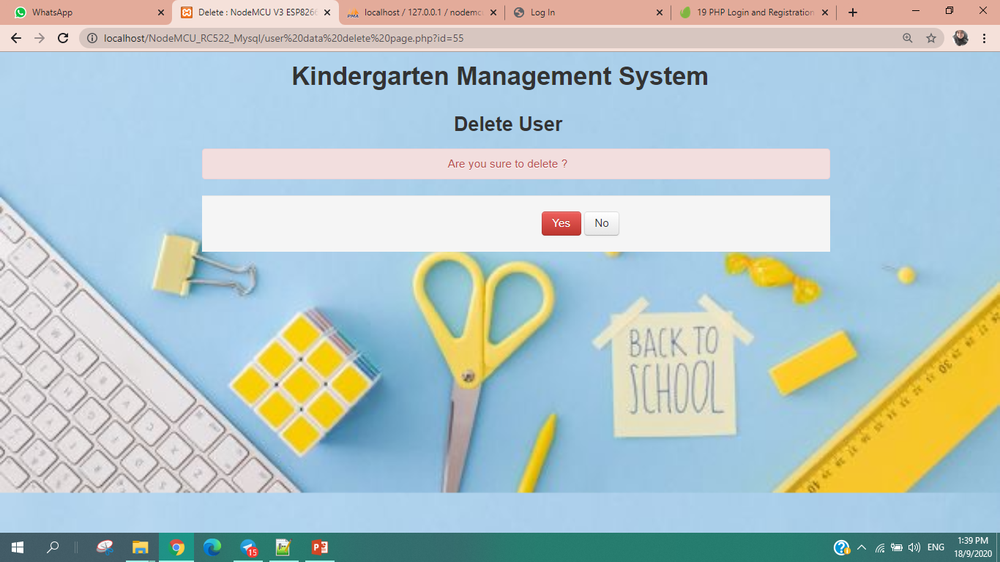 WhatsApp
Delete : NodeMCU V3 ESP8266
localhost / 127.0.0.1 / nodemcu
Log In
19 PHP Login and Registration
localhost/NodeMCU_RC522_Mysql/user%20data%20delete%20page.php?id=55
Kindergarten Management System
Delete User
Are you sure to delete ?
Yes No
BACK TO
SCHOOL
30
40
15
ENG
1:39 PM
18/9/2020